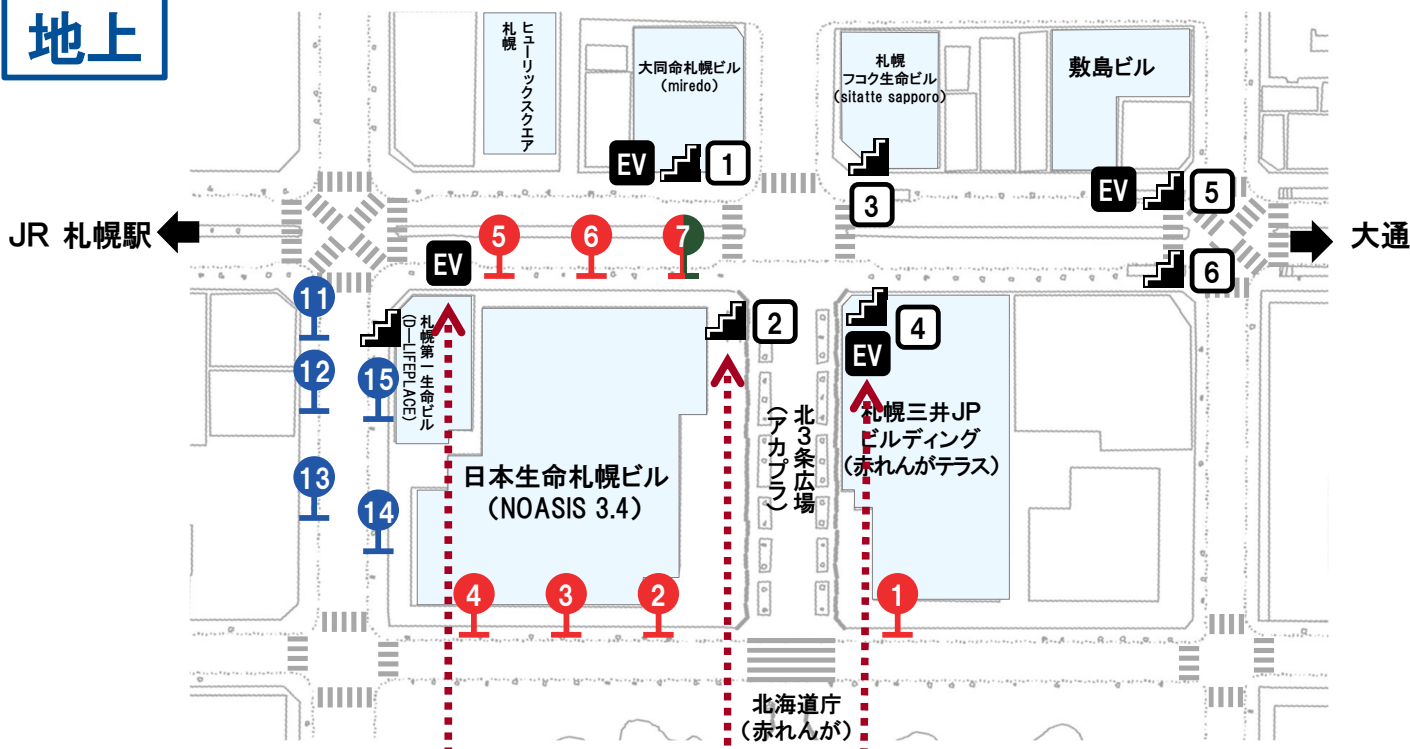 地上
ヒューリックスクエア
札幌
大同生命札幌ビル
(miredo)
札幌
フコク生命ビル
(sitatte sapporo)
敷島ビル
EV
1
3
EV
5
JR 札幌駅
大通
5
6
7
EV
6
11
2
4
EV
札幌第一生命ビル
(D-LIFEPLACE)
12
15
北3条広場
(アカプラ)
札幌三井JP
ビルディング
(赤れんがテラス)
日本生命札幌ビル
(NOASIS 3.4)
13
14
4
3
2
1
北海道庁
(赤れんが)